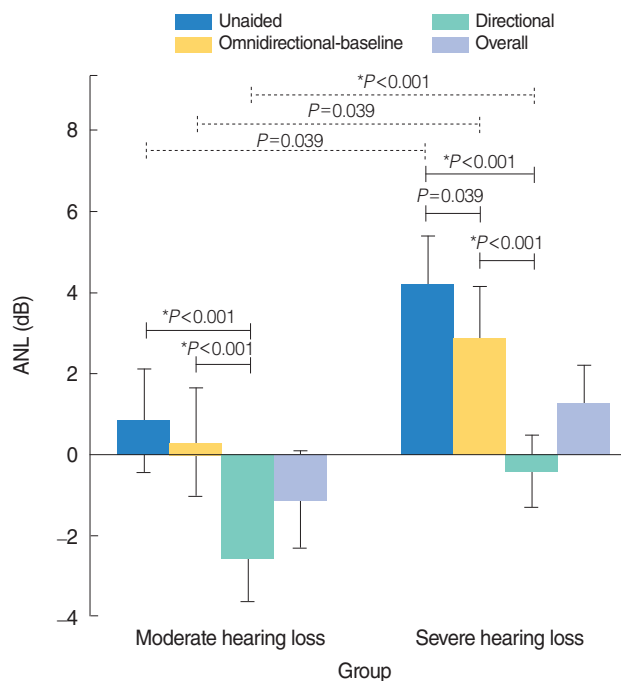 Unaided
Directional
Omnidirectional-baseline
Overall
*P<0.001
P=0.039
P=0.039
*P<0.001
P=0.039
*P<0.001
*P<0.001
*P<0.001
8
6
4
2
0
–2
–4
ANL (dB)
Moderate hearing loss
Severe hearing loss
Group